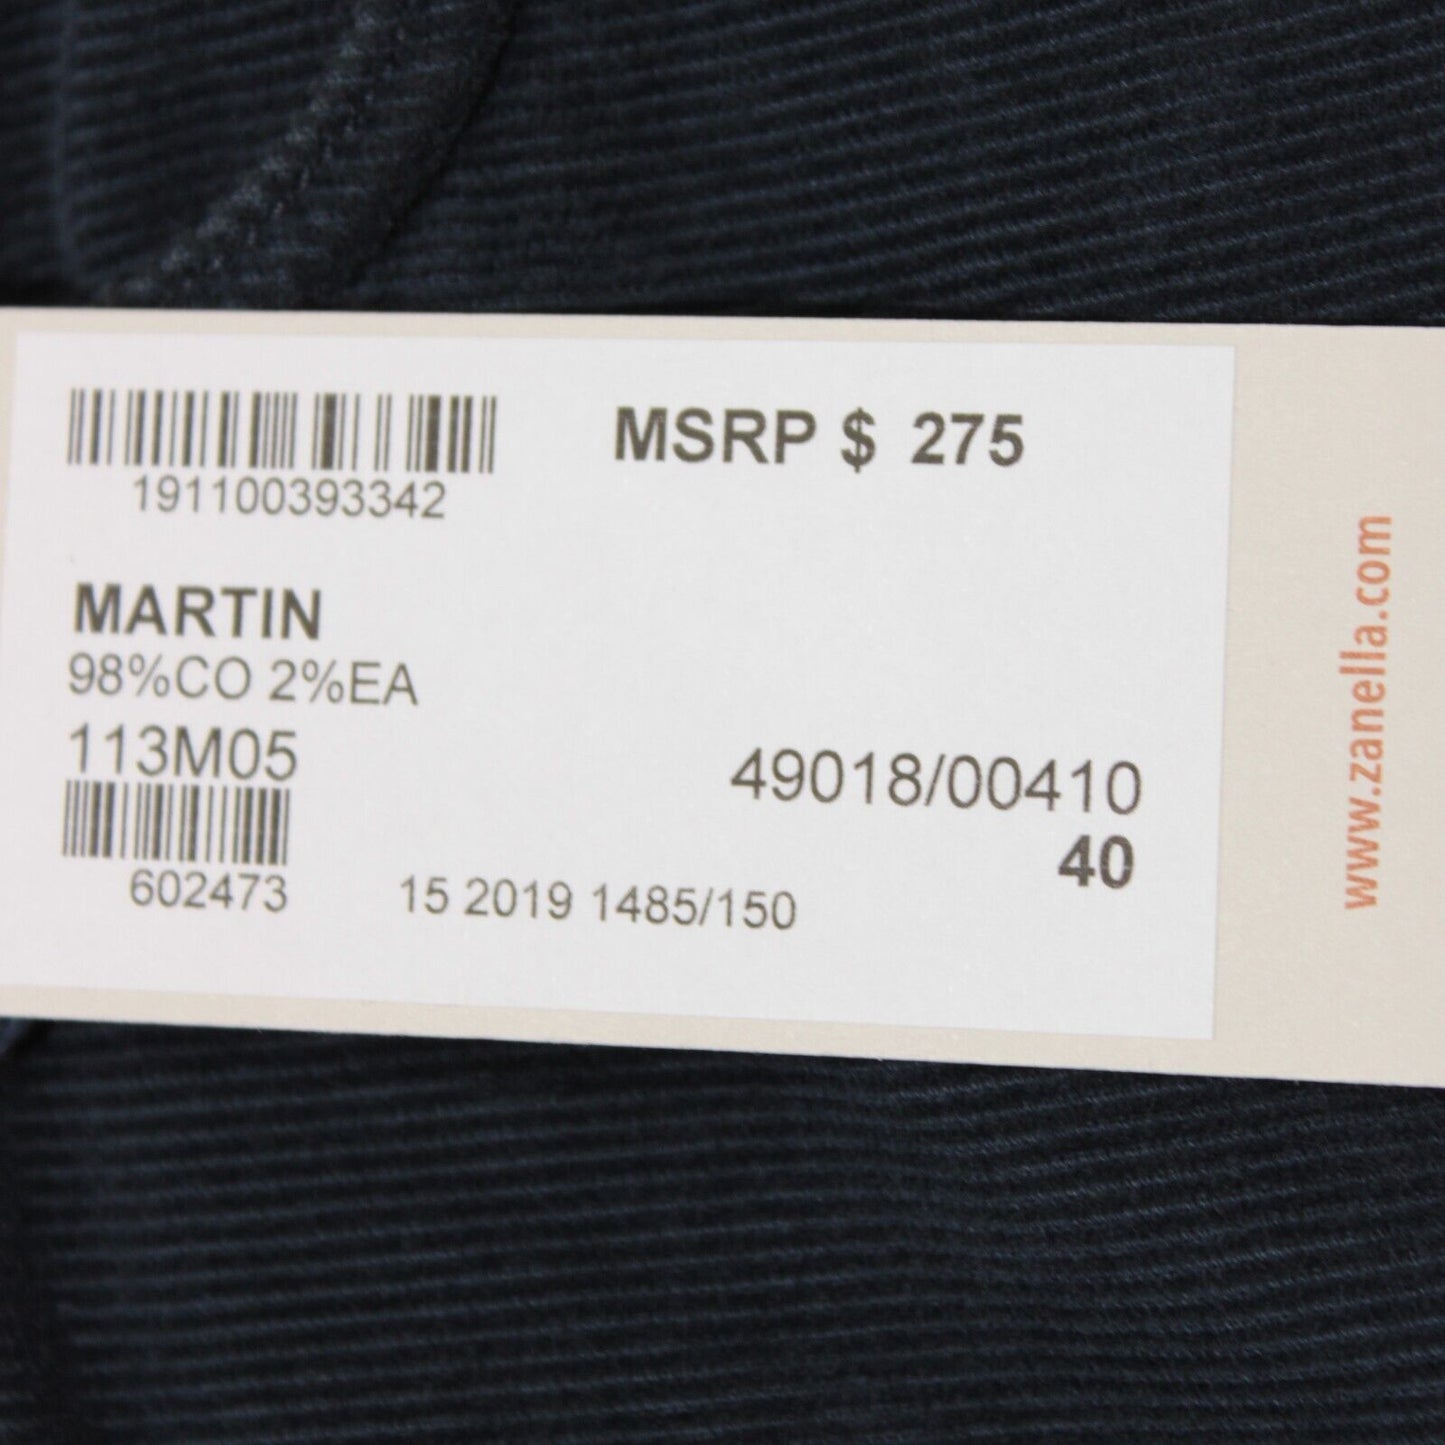 MSRP $ 275
191100393342
MARTIN
98%CO 2%EA
113M05
49018/00410
40
602473
15 2019 1485/150
www.zanella.com